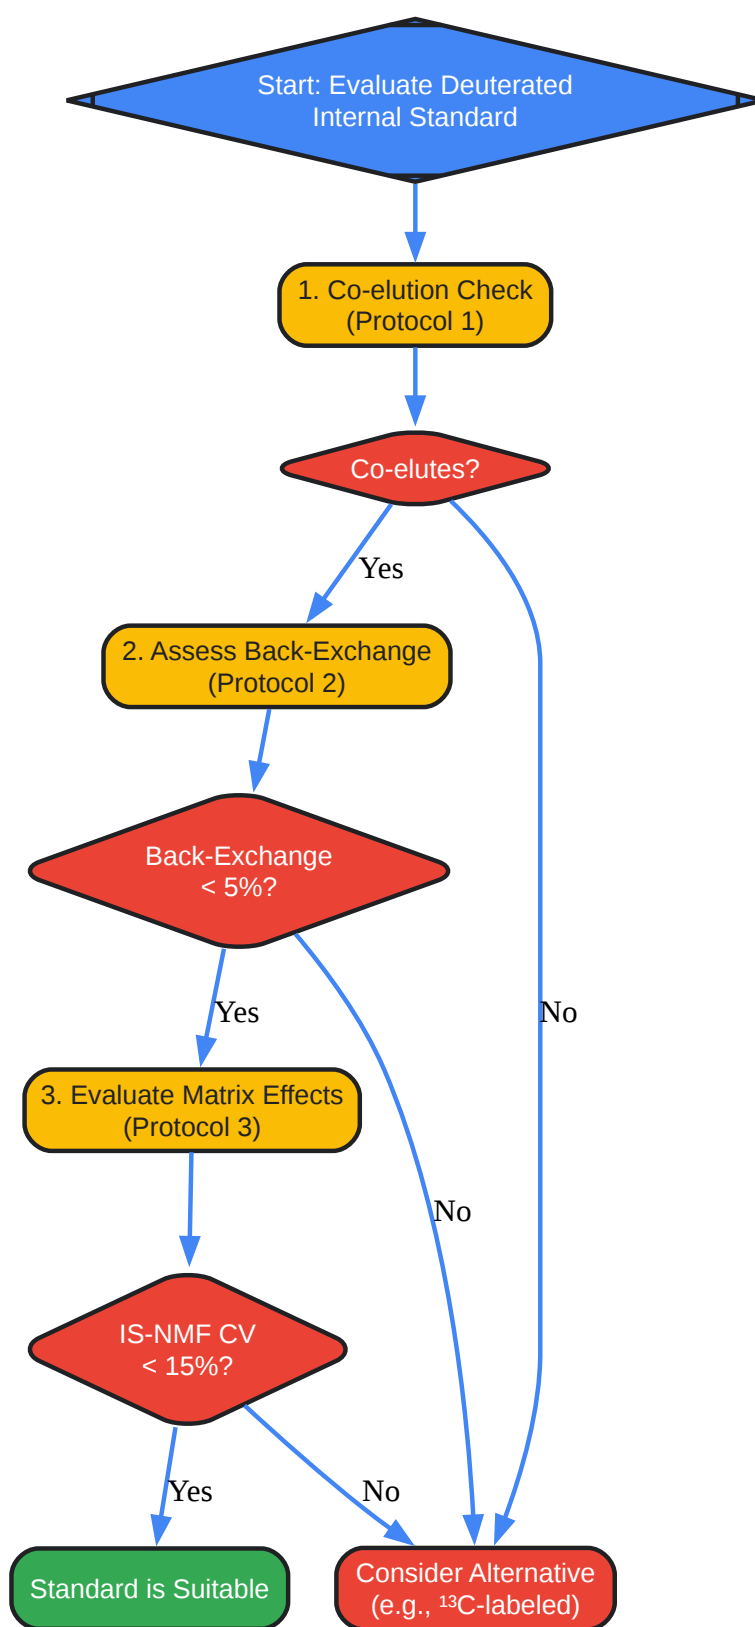 Start: Evaluate Deuterated
Internal Standard
1. Co-elution Check
(Protocol 1)
Co-elutes?
Yes
2. Assess Back-Exchange
(Protocol 2)
Back-Exchange
< 5%?
Yes
No
3. Evaluate Matrix Effects
(Protocol 3)
No
IS-NMF CV
< 15%?
Yes
No
Standard is Suitable
Consider Alternative
(e.g., ¹³C-labeled)